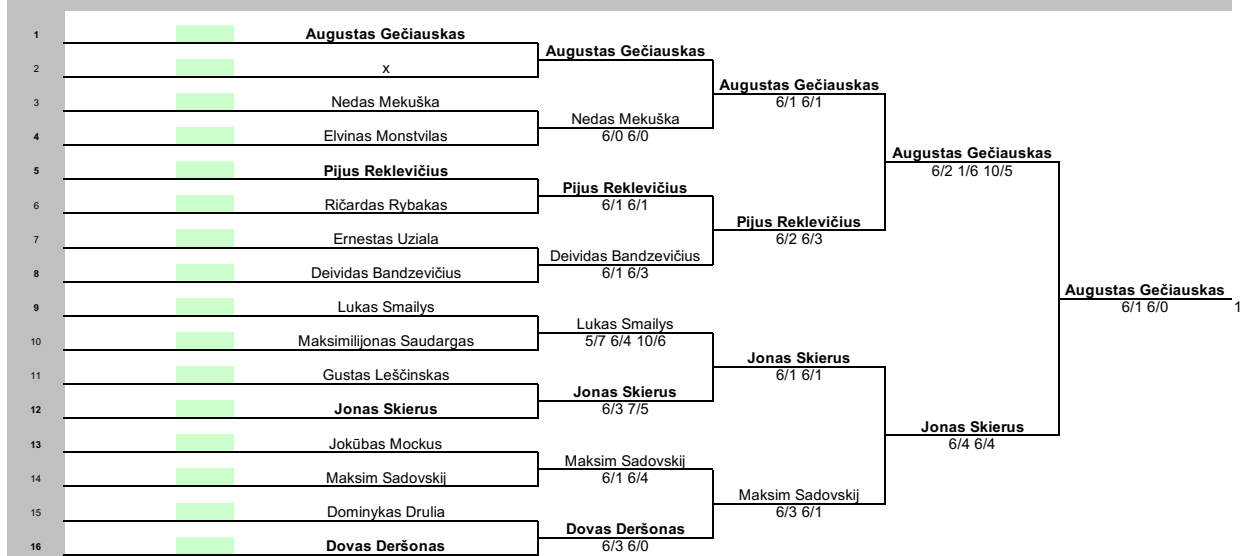 1 Augustas Gečiauskas
Augustas Gečiauskas
2 x
Augustas Gečiauskas
6/1 6/1
3 Nedas Mekuška
Nedas Mekuška
6/0 6/0
4 Elvinas Monstvilas
Augustas Gečiauskas
6/2 1/6 10/5
5 Pijus Reklevičius
Pijus Reklevičius
6/1 6/1
6 Ričardas Rybakas
Pijus Reklevičius
6/2 6/3
7 Ernestas Uziala
Deividas Bandzevičius
6/1 6/3
8 Deividas Bandzevičius
Augustas Gečiauskas
6/1 6/0 1
9 Lukas Smailys
Lukas Smailys
5/7 6/4 10/6
10 Maksimilijonas Saudargas
Jonas Skierus
6/1 6/1
11 Gustas Leščinskas
Jonas Skierus
6/3 7/5
12 Jonas Skierus
Jonas Skierus
6/4 6/4
13 Jokūbas Mockus
Maksim Sadovskij
6/1 6/4
14 Maksim Sadovskij
Maksim Sadovskij
6/3 6/1
15 Dominykas Drulia
Dovas Deršonas
6/3 6/0
16 Dovas Deršonas